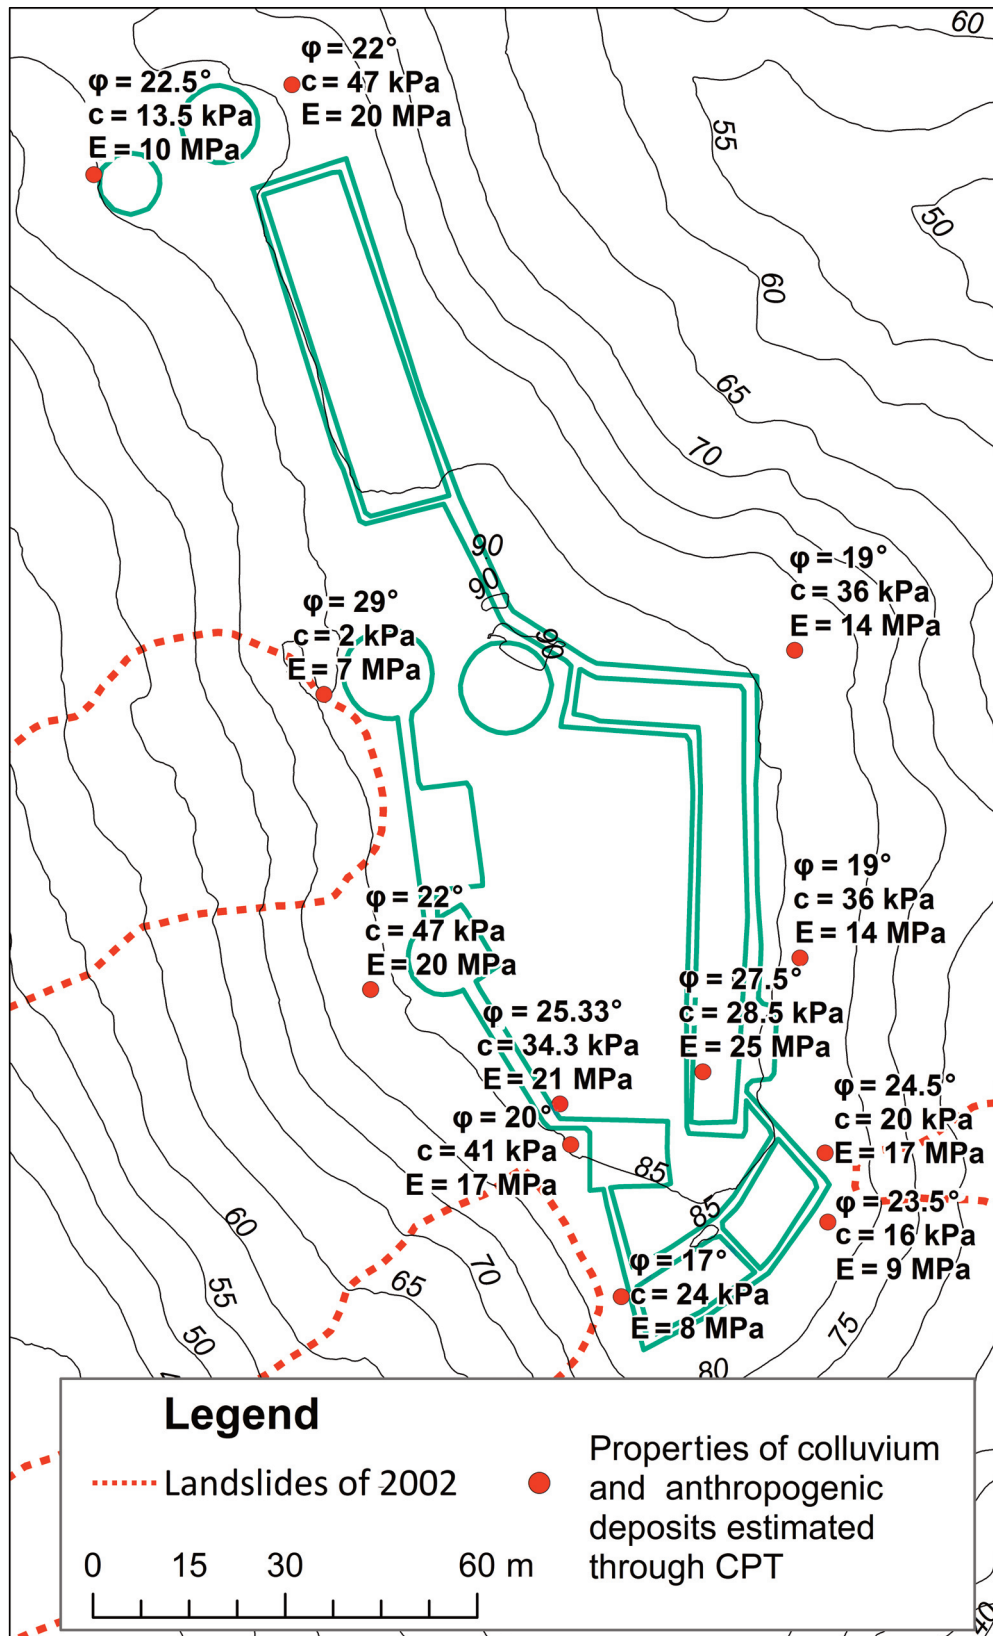 60
φ = 22°
c = 47 kPa
E = 20 MPa
φ = 22.5°
c = 13.5 kPa
E = 10 MPa
55
50
60
65
70
90
90
90
φ = 19°
c = 36 kPa
E = 14 MPa
φ = 29°
c = 2 kPa
E = 7 MPa
φ = 19°
c = 36 kPa
E = 14 MPa
φ = 22°
c = 47 kPa
E = 20 MPa
φ = 27.5°
c = 28.5 kPa
E = 25 MPa
φ = 25.33°
c = 34.3 kPa
E = 21 MPa
φ = 24.5°
c = 20 kPa
E = 17 MPa
φ = 20°
c = 41 kPa
E = 17 MPa
85
85
φ = 23.5°
c = 16 kPa
E = 9 MPa
60
55
50
65
70
φ = 17°
c = 24 kPa
E = 8 MPa
75
80
Legend
Landslides of 2002
Properties of colluvium
and anthropogenic
deposits estimated
through CPT
0 15 30 60 m
40